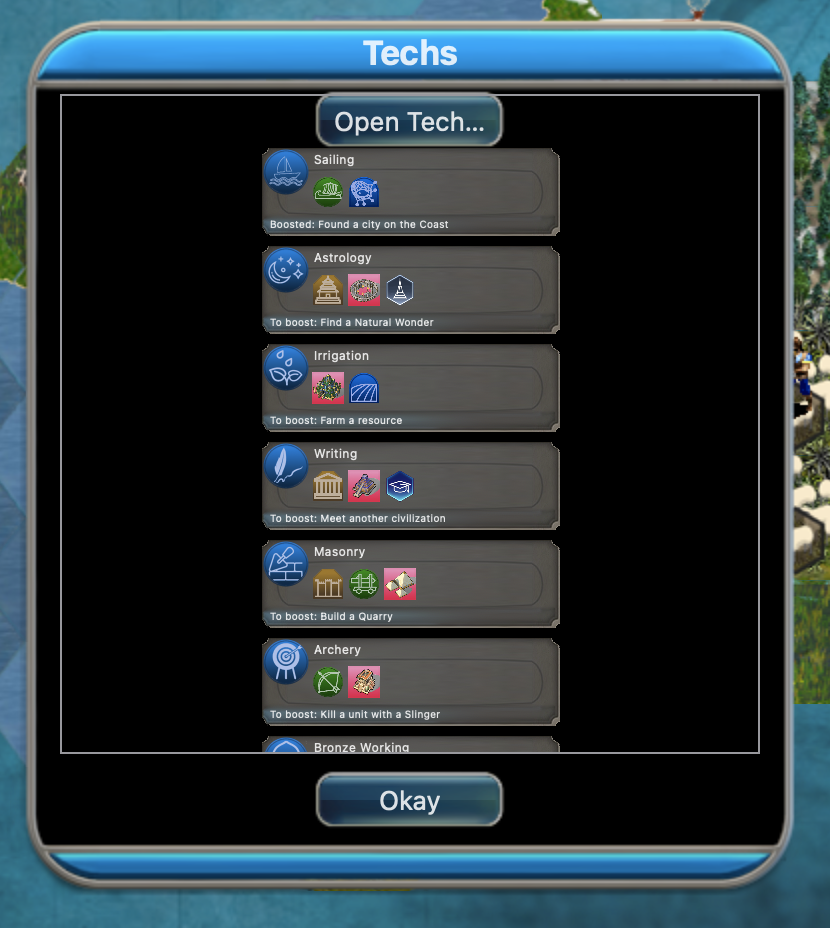 Techs
Open Tech...
Sailing
Boosted: Found a city on the Coast
Astrology
To boost: Find a Natural Wonder
Irrigation
To boost: Farm a resource
Writing
To boost: Meet another civilization
Masonry
To boost: Build a Quarry
Archery
To boost: Kill a unit with a Slinger
Bronze Working
Okay